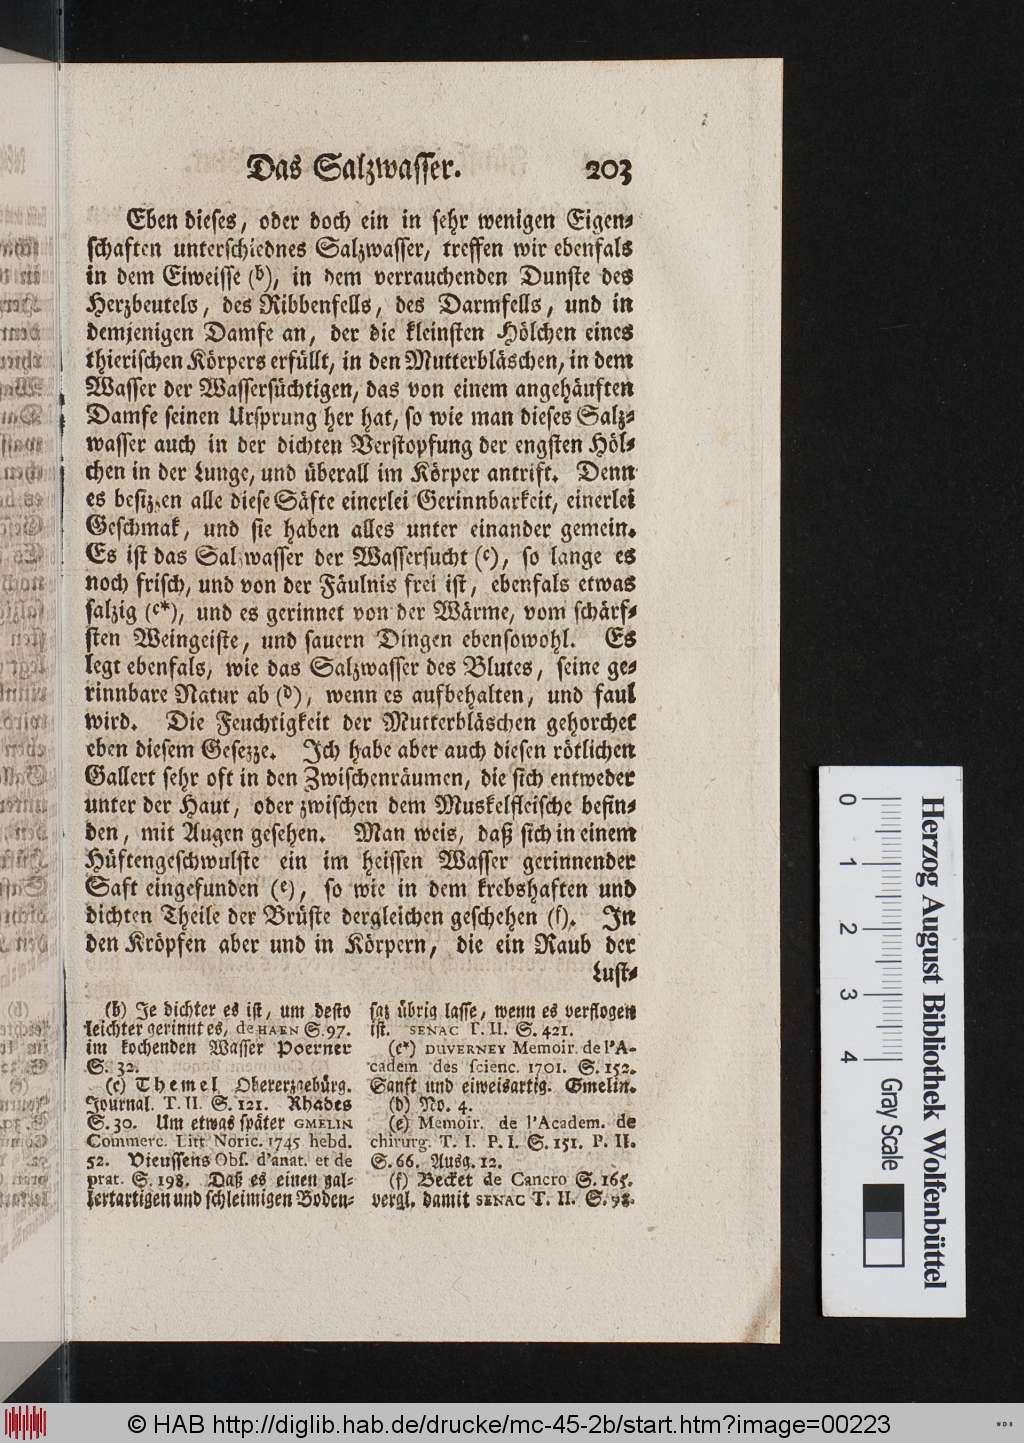 Das Salzwasser. 203
Eben dieses, oder doch ein in sehr wenigen Eigen-
schaften unterschiednes Salzwasser, treffen wir ebenfals
in dem Eiweisse (b), in dem verrauchenden Dunste des
Herzbeutels, des Ribbenfells, des Darmfells, und in
demjenigen Damfe an, der die kleinsten Hölchen eines
thierischen Körpers erfüllt, in den Mutterbläschen, in dem
Wasser der Wassersüchtigen, das von einem angehäuften
Damfe seinen Ursprung her hat, so wie man dieses Salz-
wasser auch in der dichten Verstopfung der engsten Höl-
chen in der Lunge, und überall im Körper antrift. Denn
es besizzen alle diese Säfte einerlei Gerinnbarkeit, einerlei
Geschmak, und sie haben alles unter einander gemein.
Es ist das Salzwasser der Wassersucht (c), so lange es
noch frisch, und von der Fäulnis frei ist, ebenfals etwas
salzig (c*), und es gerinnet von der Wärme, vom schärf-
sten Weingeiste, und sauern Dingen ebensowohl. Es
legt ebenfals, wie das Salzwasser des Blutes, seine ge-
rinnbare Natur ab (d), wenn es aufbehalten, und faul
wird. Die Feuchtigkeit der Mutterbläschen gehorchet
eben diesem Gesezze. Ich habe aber auch diesen rötlichen
Gallert sehr oft in den Zwischenräumen, die sich entweder
unter der Haut, oder zwischen dem Muskelfleische befin-
den, mit Augen gesehen. Man weis, daß sich in einem
Hüftengeschwulste ein im heissen Wasser gerinnender
Saft eingefunden (e), so wie in dem krebshaften und
dichten Theile der Brüste dergleichen geschehen (f). In
den Kröpfen aber und in Körpern, die ein Raub der
Lust-
(b) Je dichter es ist, um desto
leichter gerinnt es, de HAEN S. 97.
im kochenden Wasser Poerner
S. 32.
(c) Themel Obererzgebürg.
Journal. T. II. S. 121. Rhades
S. 30. Um etwas später GMELIN
Commerc. Litt Noric. 1745 hebd.
52. Vieussens Obs. d'anat. et de
prat. S. 198. Daß es einen gal-
lertartigen und schleimigen Boden-
saz übrig lasse, wenn es verflogen
ist. SENAC T. II. S. 421.
(c*) DUVERNEY Memoir. de l'A-
cadem des scienc. 1701. S. 152.
Sanft und eiweisartig. Gmelin.
(d) No. 4.
(e) Memoir. de l'Academ. de
chirurg. T. I. P. I. S. 151. P. II.
S. 66. Ausg. 12.
(f) Becket de Cancro S. 165.
vergl. damit SENAC T. II. S. 98.
0 1 2 3 4
Herzog August Bibliothek Wolfenbüttel
Gray Scale
© HAB http://diglib.hab.de/drucke/mc-45-2b/start.htm?image=00223